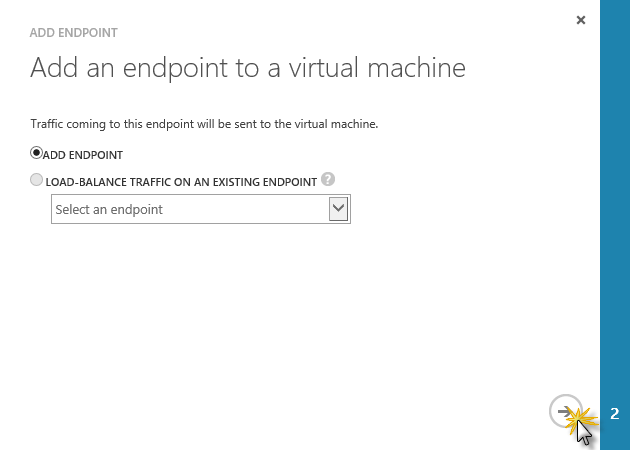 ADD ENDPOINT
Add an endpoint to a virtual machine
Traffic coming to this endpoint will be sent to the virtual machine.
ADD ENDPOINT
LOAD-BALANCE TRAFFIC ON AN EXISTING ENDPOINT ?
Select an endpoint
2